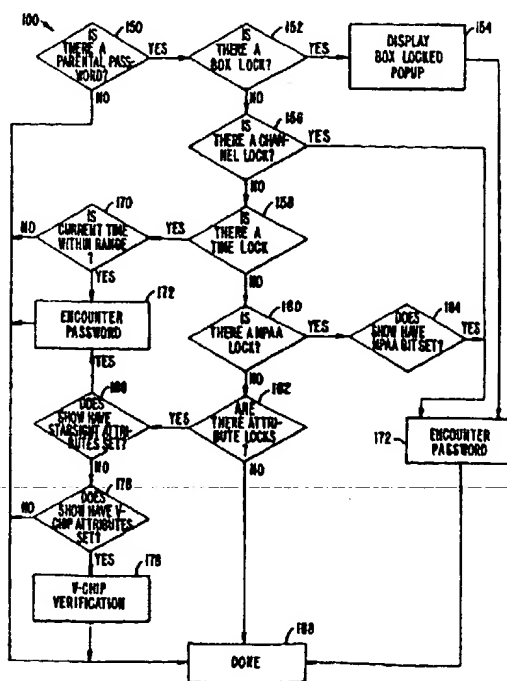 100
150
IS
THERE A
PARENTAL PASS-
WORD?
YES
NO
152
IS
THERE A
BOX LOCK?
YES
NO
154
DISPLAY
BOX LOCKED
POPUP
156
IS
THERE A CHAN-
NEL LOCK?
YES
NO
170
IS
CURRENT TIME
WITHIN RANGE
?
NO
YES
158
IS
THERE A
TIME LOCK
YES
NO
172
ENCOUNTER
PASSWORD
YES
160
IS
THERE A MPAA
LOCK?
YES
NO
164
DOES
SHOW HAVE
MPAA BIT SET?
YES
DOES
SHOW HAVE
STARSIGHT ATTRI-
BUTES SET?
NO
162
ARE
THERE ATTRI-
BUTE LOCKS
?
YES
NO
172
ENCOUNTER
PASSWORD
DOES
SHOW HAVE V-
CHIP ATTRIBUTES
SET?
NO
YES
V-CHIP
VERIFICATION
DONE